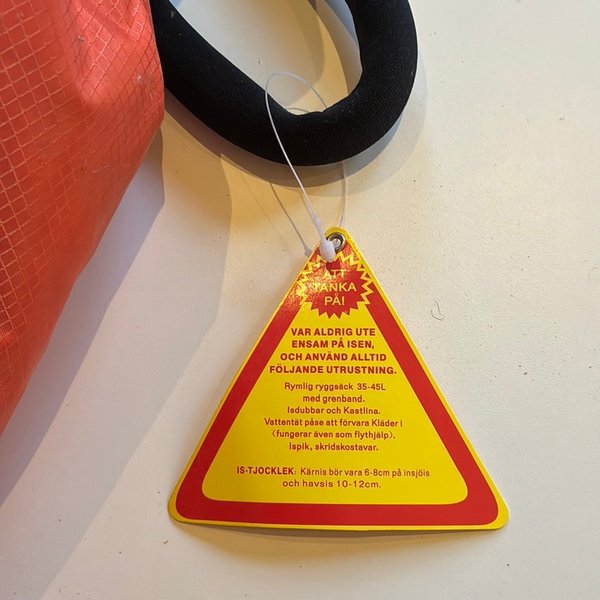 ATT
TÄNKA
PÅ!
VAR ALDRIG UTE
ENSAM PÅ ISEN,
OCH ANVÄND ALLTID
FÖLJANDE UTRUSTNING.
Rymlig ryggsäck 35-45L
med grenband.
Isdubbar och Kastlina.
Vattentät påse att förvara Kläder i
(fungerar även som flythjälp).
Ispik, skridskostavar.
IS-TJOCKLEK: Kärnis bör vara 6-8cm på insjöis
och havsis 10-12cm.